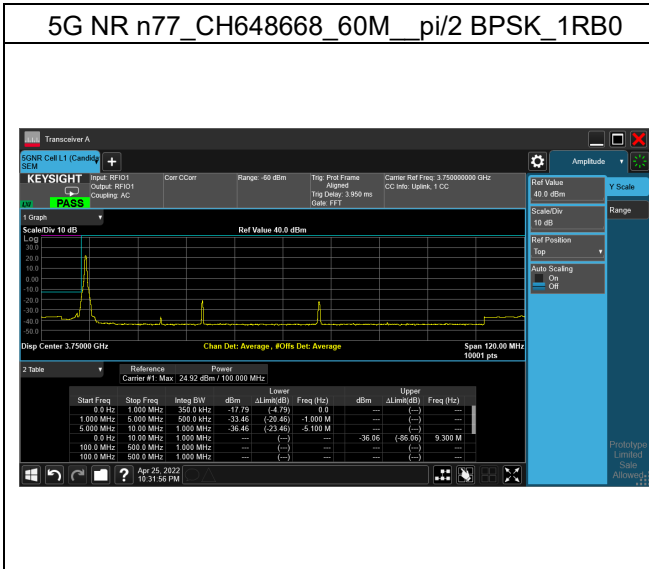 5G NR n77_CH648668_60M__pi/2 BPSK_1RB0
Transceiver A
5GNR Cell L1 (Candid
SEM
Amplitude
KEYSIGHT
LW
PASS
Input: RFIO1
Output: RFIO1
Coupling: AC
Corr CCorr
Range: -60 dBm
Trig: Prot Frame
Aligned
Trig Delay: 3.950 ms
Gate: FFT
Carrier Ref Freq: 3.750000000 GHz
CC Info: Uplink, 1 CC
Ref Value
40.0 dBm
Y Scale
Scale/Div
10 dB
Range
Ref Position
Top
Auto Scaling
On
Off
1 Graph
Scale/Div 10 dB
Ref Value 40.0 dBm
Log
30.0
20.0
10.0
0.00
-10.0
-20.0
-30.0
-40.0
-50.0
Disp Center 3.75000 GHz
Chan Det: Average, #Offs Det: Average
Span 120.00 MHz
10001 pts
2 Table
Reference Power
Carrier #1: Max 24.92 dBm / 100.000 MHz
Lower Upper
Start Freq Stop Freq Integ BW dBm ΔLimit(dB) Freq (Hz) dBm ΔLimit(dB) Freq (Hz)
0.0 Hz 1.000 MHz 350.0 kHz -17.79 (-4.79) 0.0 --- (---) ---
1.000 MHz 5.000 MHz 500.0 kHz -33.46 (-20.46) -1.000 M --- (---) ---
5.000 MHz 10.00 MHz 1.000 MHz -36.46 (-23.46) -5.100 M --- (---) ---
0.0 Hz 10.00 MHz 1.000 MHz --- (---) --- -36.06 (-86.06) 9.300 M
100.0 MHz 500.0 MHz 1.000 MHz --- (---) --- --- (---) ---
100.0 MHz 500.0 MHz 1.000 MHz --- (---) --- --- (---) ---
Prototype
Limited
Sale
Allowed
Apr 25, 2022
10:31:56 PM